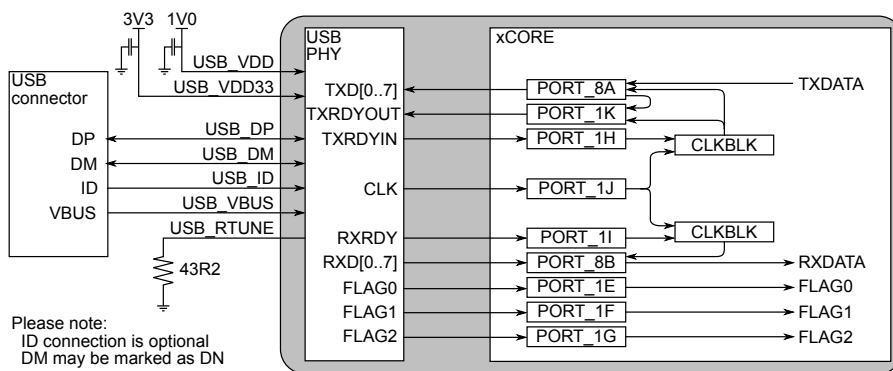 3V3
1V0
USB
PHY
xCORE
USB_VDD
USB_VDD33
USB
connector
TXD[0..7]
PORT_8A
TXDATA
TXRDYOUT
PORT_1K
USB_DP
DP
TXRDYIN
PORT_1H
CLKBLK
USB_DM
DM
USB_ID
ID
CLK
PORT_1J
USB_VBUS
VBUS
USB_RTUNE
RXRDY
PORT_1I
CLKBLK
43R2
RXD[0..7]
PORT_8B
RXDATA
FLAG0
PORT_1E
FLAG0
FLAG1
PORT_1F
FLAG1
FLAG2
PORT_1G
FLAG2
Please note:
ID connection is optional
DM may be marked as DN